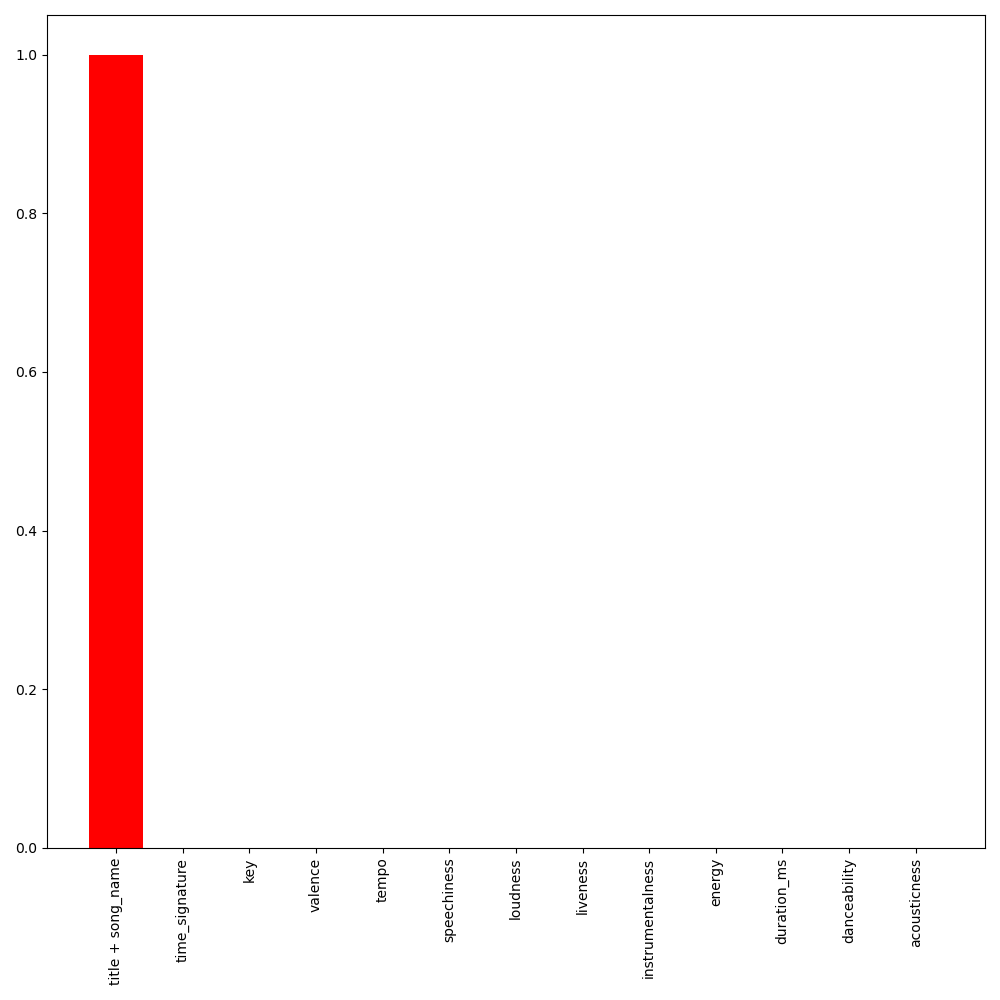 1.0
0.8
0.6
0.4
0.2
0.0
title + song_name
time_signature
key
valence
tempo
speechiness
loudness
liveness
instrumentalness
energy
duration_ms
danceability
acousticness